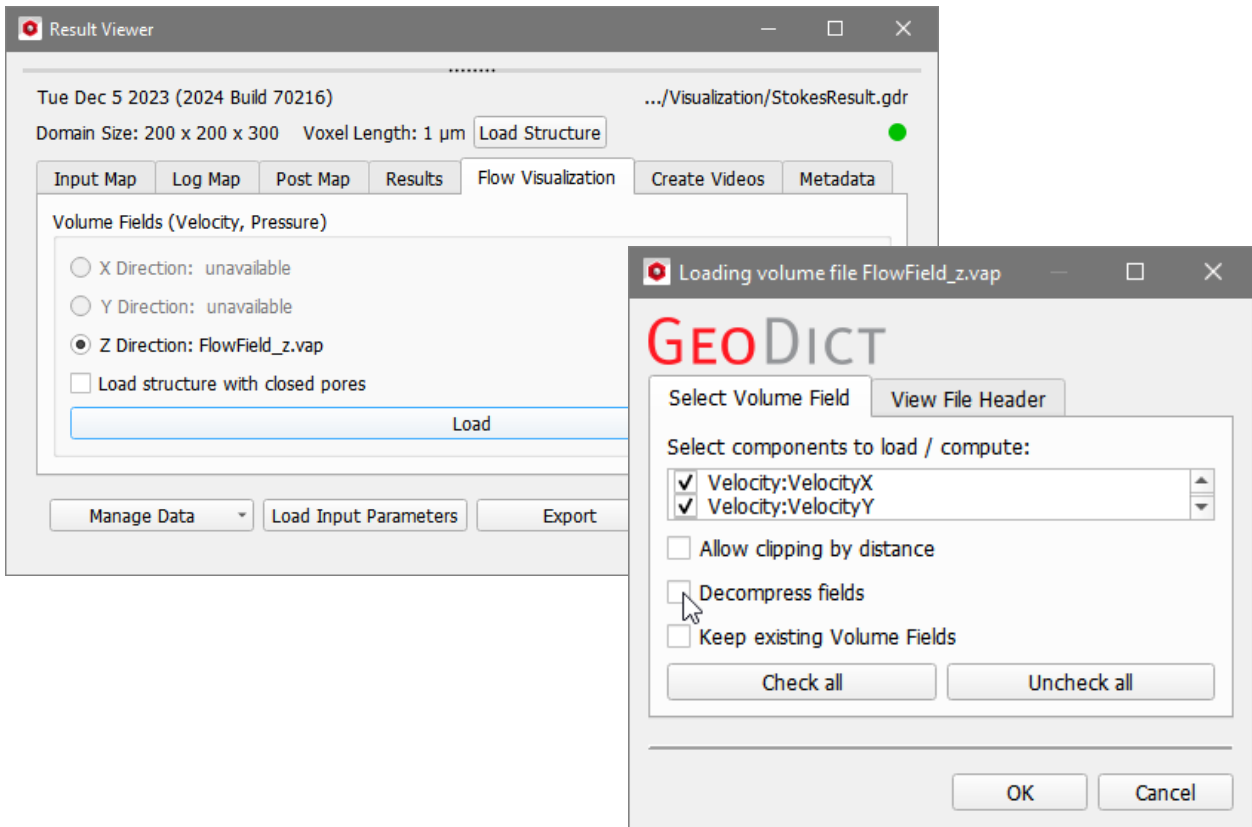 Result Viewer
Tue Dec 5 2023 (2024 Build 70216) .../Visualization/StokesResult.gdr
Domain Size: 200 x 200 x 300 Voxel Length: 1 µm Load Structure
Input Map Log Map Post Map Results Flow Visualization Create Videos Metadata
Volume Fields (Velocity, Pressure)
X Direction: unavailable
Y Direction: unavailable
Z Direction: FlowField_z.vap
Load structure with closed pores
Load
Manage Data Load Input Parameters Export
Loading volume file FlowField_z.vap
GEODICT
Select Volume Field View File Header
Select components to load / compute:
Velocity:VelocityX
Velocity:VelocityY
Allow clipping by distance
Decompress fields
Keep existing Volume Fields
Check all Uncheck all
OK Cancel